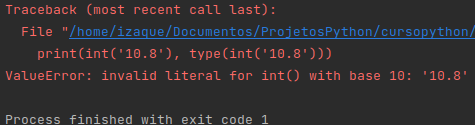 Traceback (most recent call last):
File "/home/izaque/Documentos/ProjetosPython/cursopython/
print(int('10.8'), type(int('10.8')))
ValueError: invalid literal for int() with base 10: '10.8'
Process finished with exit code 1